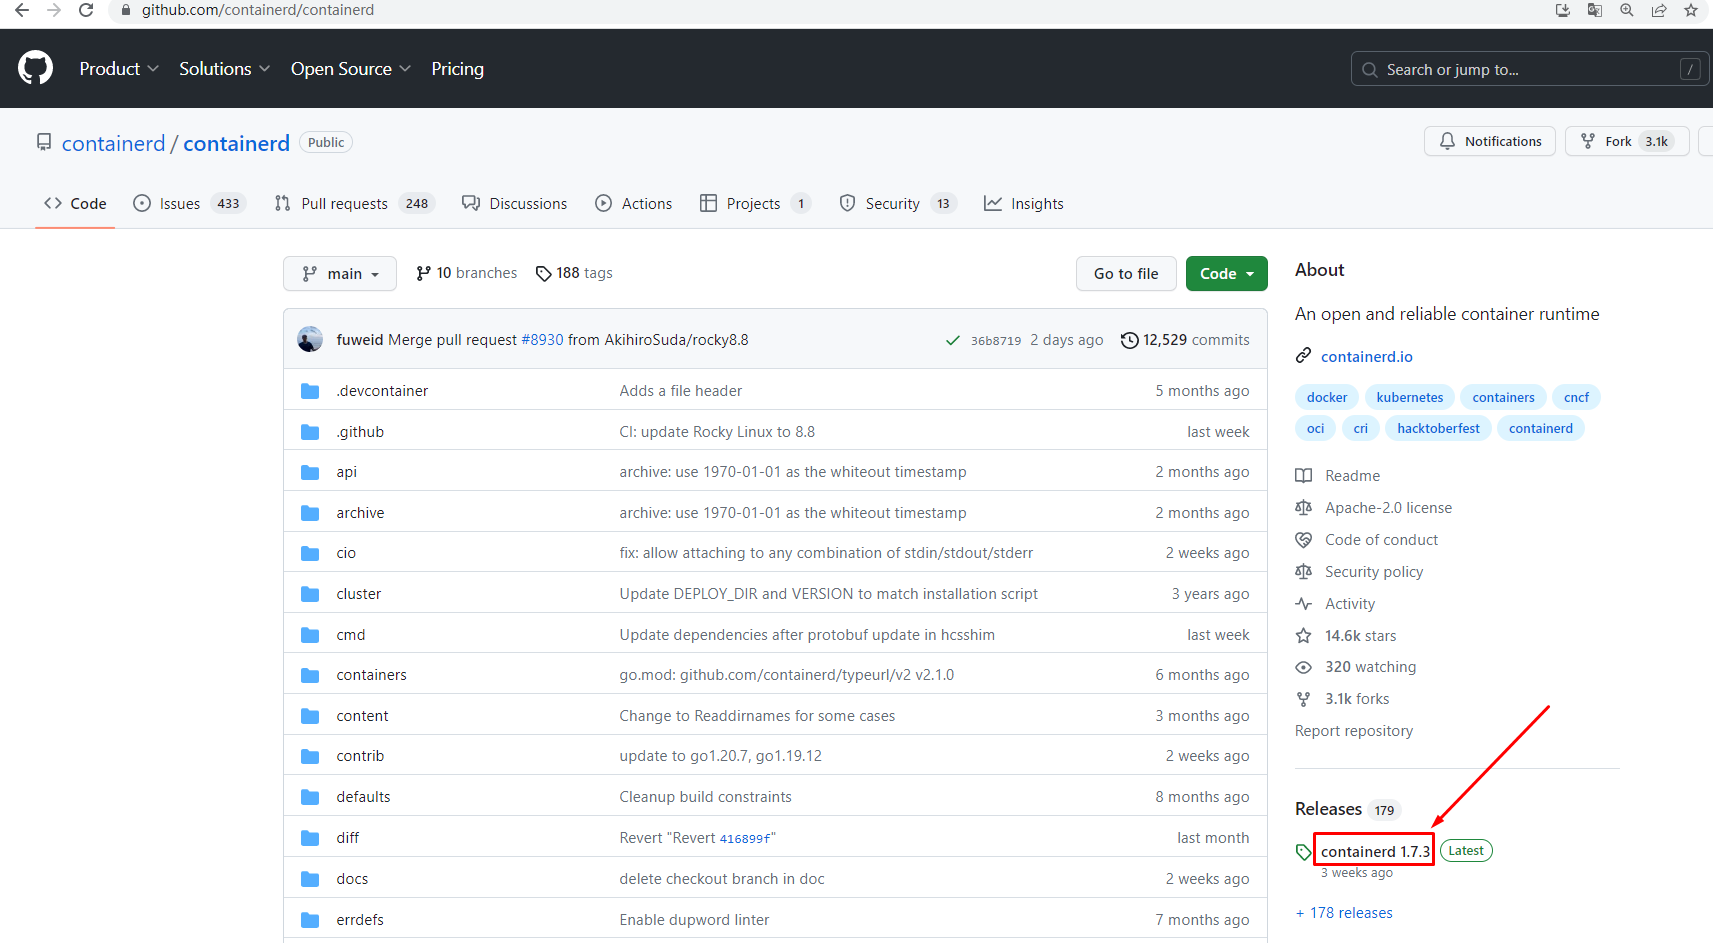 github.com/containerd/containerd
Product Solutions Open Source Pricing Search or jump to... /
containerd / containerd Public Notifications Fork 3.1k
Code Issues 433 Pull requests 248 Discussions Actions Projects 1 Security 13 Insights
main 10 branches 188 tags Go to file Code
fuweid Merge pull request #8930 from AkihiroSuda/rocky8.8 36b8719 2 days ago 12,529 commits
.devcontainer Adds a file header 5 months ago
.github CI: update Rocky Linux to 8.8 last week
api archive: use 1970-01-01 as the whiteout timestamp 2 months ago
archive archive: use 1970-01-01 as the whiteout timestamp 2 months ago
cio fix: allow attaching to any combination of stdin/stdout/stderr 2 weeks ago
cluster Update DEPLOY_DIR and VERSION to match installation script 3 years ago
cmd Update dependencies after protobuf update in hcsshim last week
containers go.mod: github.com/containerd/typeurl/v2 v2.1.0 6 months ago
content Change to Readdirnames for some cases 3 months ago
contrib update to go1.20.7, go1.19.12 2 weeks ago
defaults Cleanup build constraints 8 months ago
diff Revert "Revert 416899f" last month
docs delete checkout branch in doc 2 weeks ago
errdefs Enable dupword linter 7 months ago
About
An open and reliable container runtime
containerd.io
docker kubernetes containers cncf
oci cri hacktoberfest containerd
Readme
Apache-2.0 license
Code of conduct
Security policy
Activity
14.6k stars
320 watching
3.1k forks
Report repository
Releases 179
containerd 1.7.3 Latest
3 weeks ago
+ 178 releases